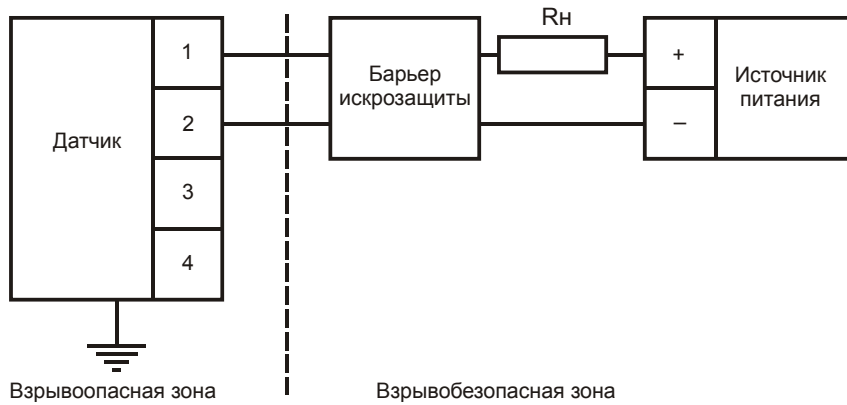 Rн
1
2
3
4
Датчик
Барьер
искрозащиты
+
–
Источник
питания
Взрывоопасная зона
Взрывобезопасная зона